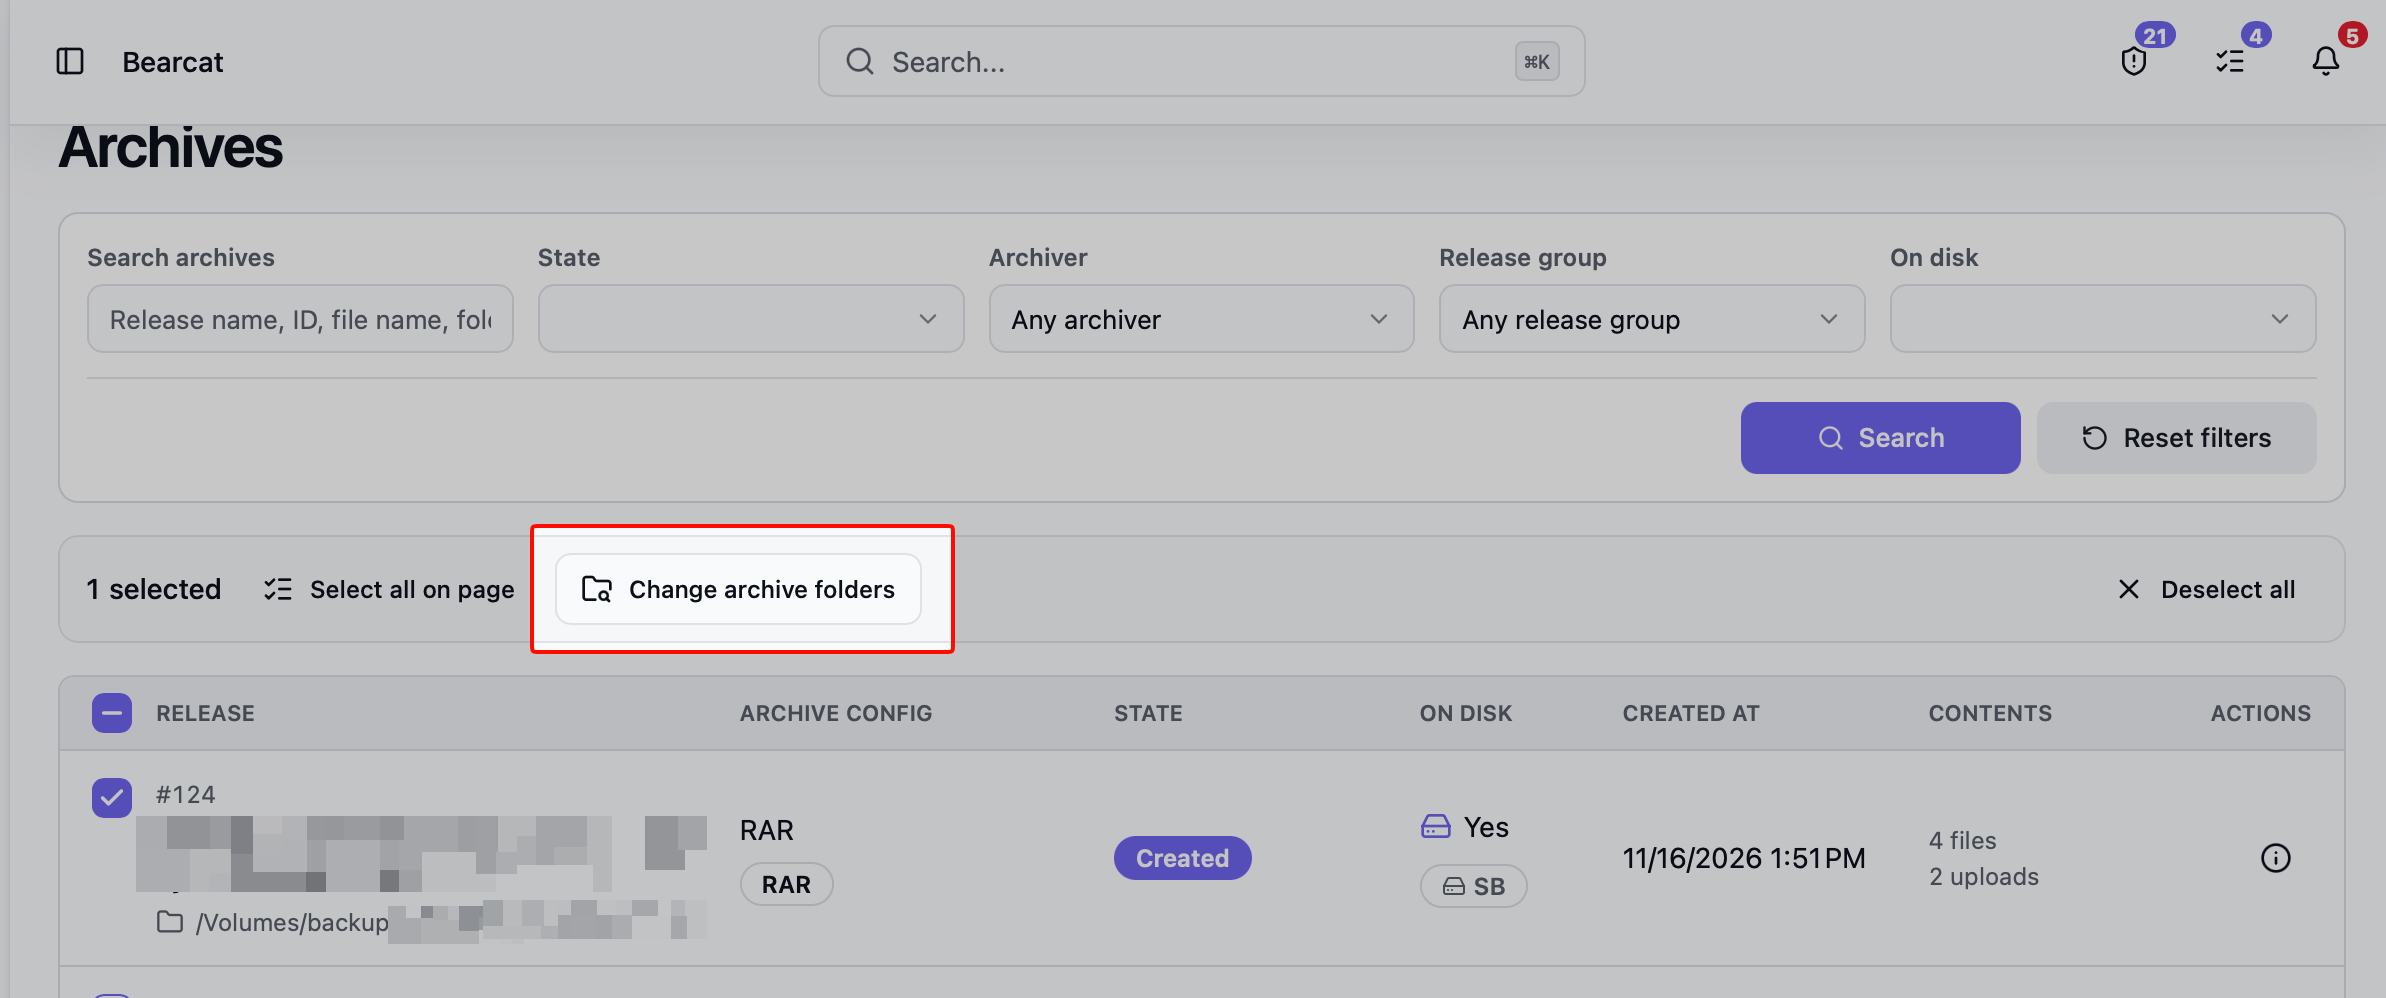 Bearcat
Search...
⌘K
21
4
5
Archives
Search archives
State
Archiver
Release group
On disk
Release name, ID, file name, fol
Any archiver
Any release group
Search
Reset filters
1 selected
Select all on page
Change archive folders
Deselect all
RELEASE
ARCHIVE CONFIG
STATE
ON DISK
CREATED AT
CONTENTS
ACTIONS
#124
RAR
RAR
Created
Yes
SB
11/16/2026 1:51 PM
4 files
2 uploads
/Volumes/backup